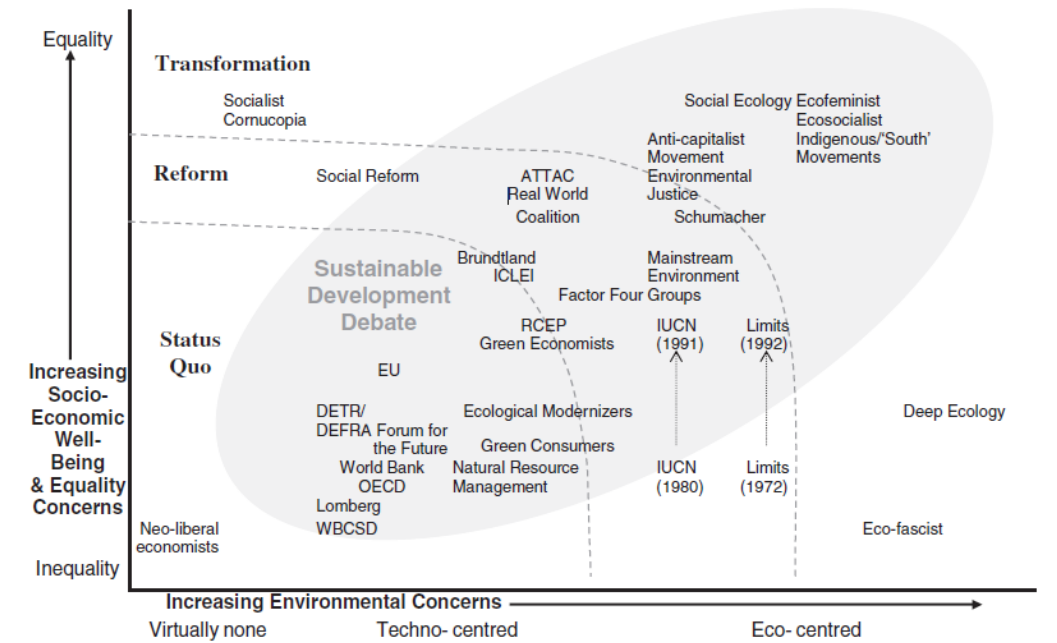 Equality
Transformation
Socialist
Cornucopia
Social Ecology Ecofeminist
Ecosocialist
Indigenous/'South'
Movements
Anti-capitalist
Movement
Environmental
Justice
Reform
Social Reform
ATTAC
Real World
Coalition
Schumacher
Sustainable
Development
Debate
Brundtland
ICLEI
Mainstream
Environment
Factor Four Groups
Status
Quo
RCEP
Green Economists
IUCN
(1991)
Limits
(1992)
EU
Increasing
Socio-
Economic
Well-
Being
& Equality
Concerns
DETR/
DEFRA Forum for
the Future
Ecological Modernizers
Green Consumers
Deep Ecology
World Bank
OECD
Natural Resource
Management
IUCN
(1980)
Limits
(1972)
Lomberg
WBCSD
Neo-liberal
economists
Eco-fascist
Inequality
Increasing Environmental Concerns
Virtually none
Techno- centred
Eco- centred